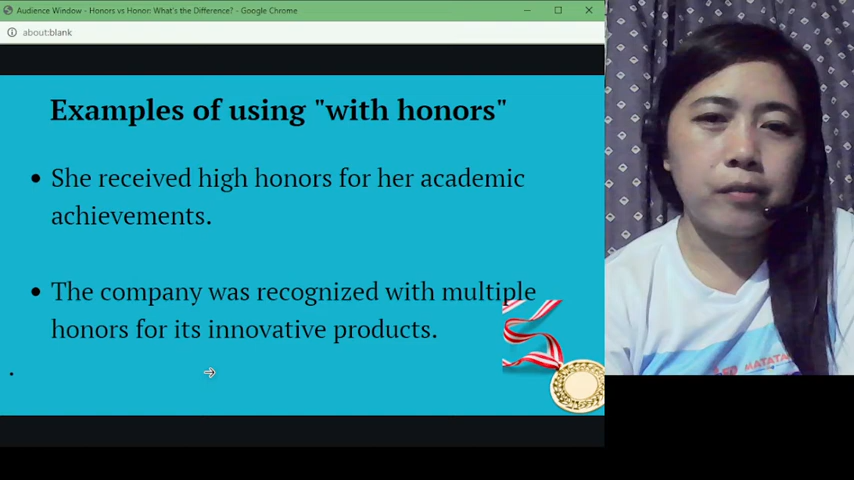 Audience Window - Honors vs Honor: What's the Difference? - Google Chrome
about:blank
Examples of using "with honors"
• She received high honors for her academic
achievements.
• The company was recognized with multiple
honors for its innovative products.
MATATA